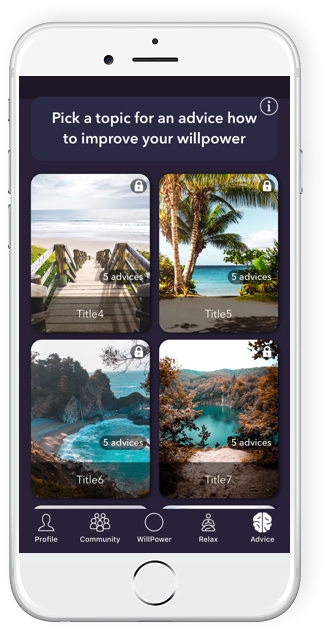 Pick a topic for an advice how
to improve your willpower
5 advices
5 advices
Title4
Title5
5 advices
5 advices
Title6
Title7
Profile
Community
WillPower
Relax
Advice